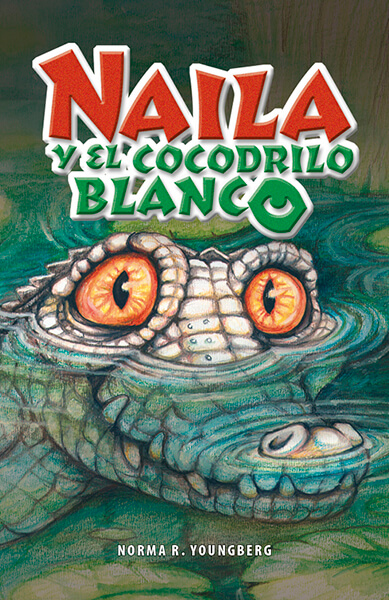 NAILA
Y EL COCODRILO
BLANCO
NORMA R. YOUNGBERG